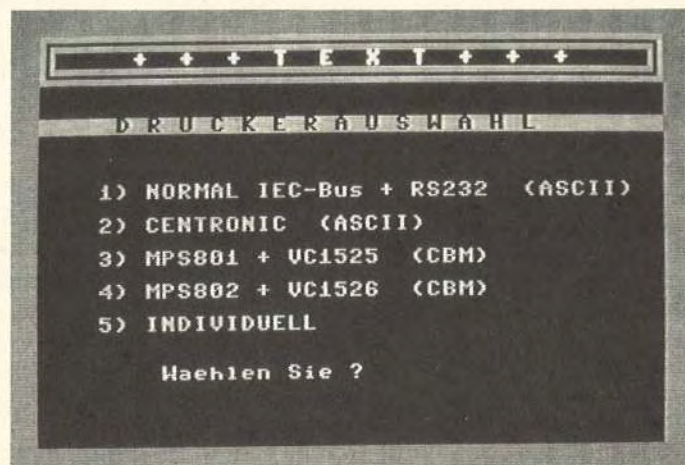 + + + T E X T + + +
D R U C K E R A U S W A H L
1) NORMAL IEC-Bus + RS232 (ASCII)
2) CENTRONIC (ASCII)
3) MPS801 + VC1525 (CBM)
4) MPS802 + VC1526 (CBM)
5) INDIVIDUELL
Waehlen Sie ?